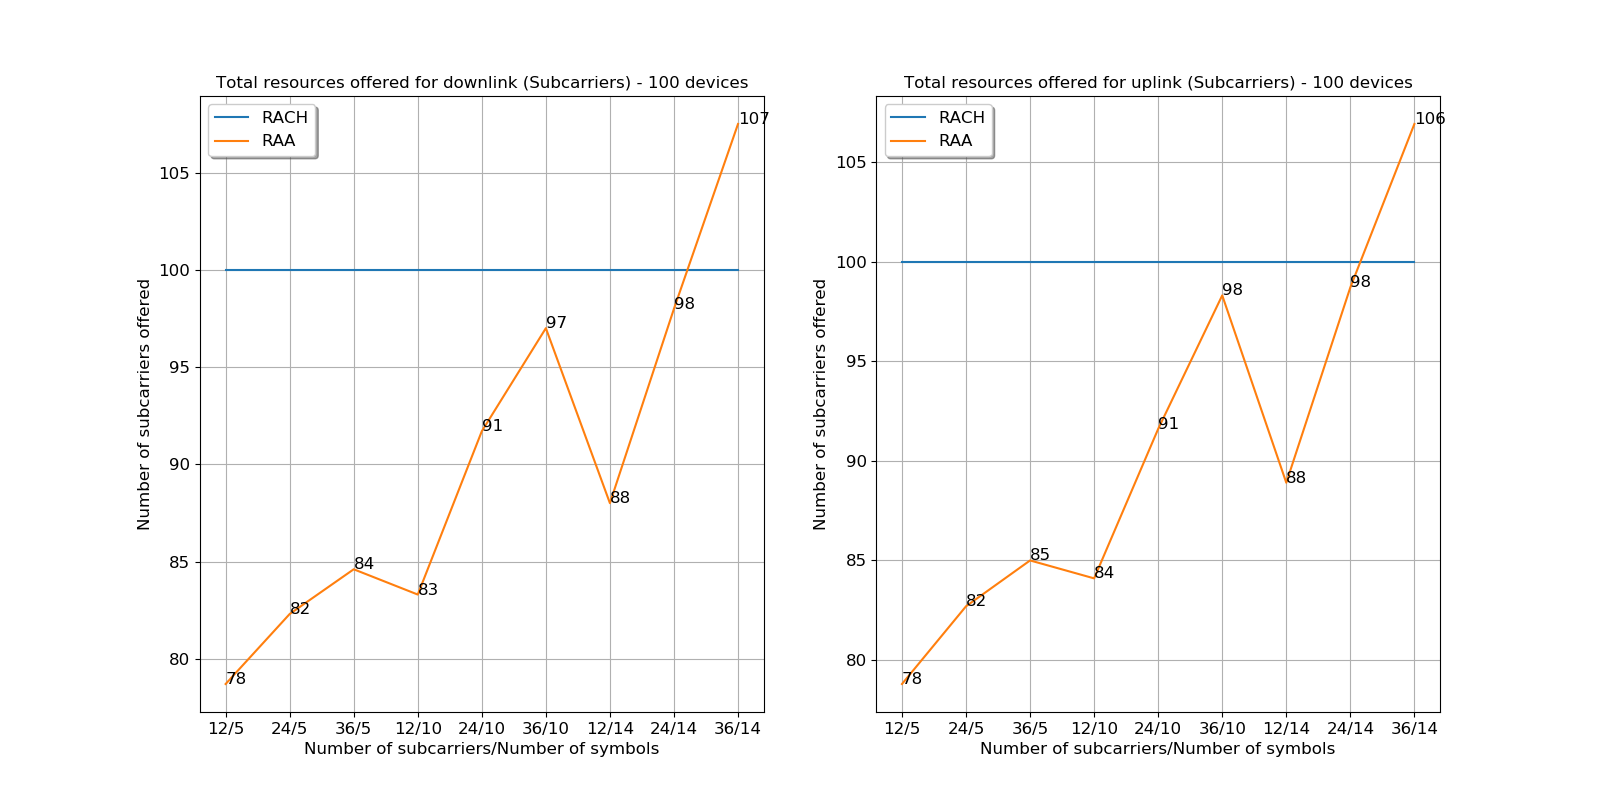 Total resources offered for downlink (Subcarriers) - 100 devices
RACH
RAA
Number of subcarriers offered
105
100
95
90
85
80
78
82
84
83
91
97
88
98
107
12/5 24/5 36/5 12/10 24/10 36/10 12/14 24/14 36/14
Number of subcarriers/Number of symbols
Total resources offered for uplink (Subcarriers) - 100 devices
RACH
RAA
Number of subcarriers offered
105
100
95
90
85
80
78
82
85
84
91
98
88
98
106
12/5 24/5 36/5 12/10 24/10 36/10 12/14 24/14 36/14
Number of subcarriers/Number of symbols